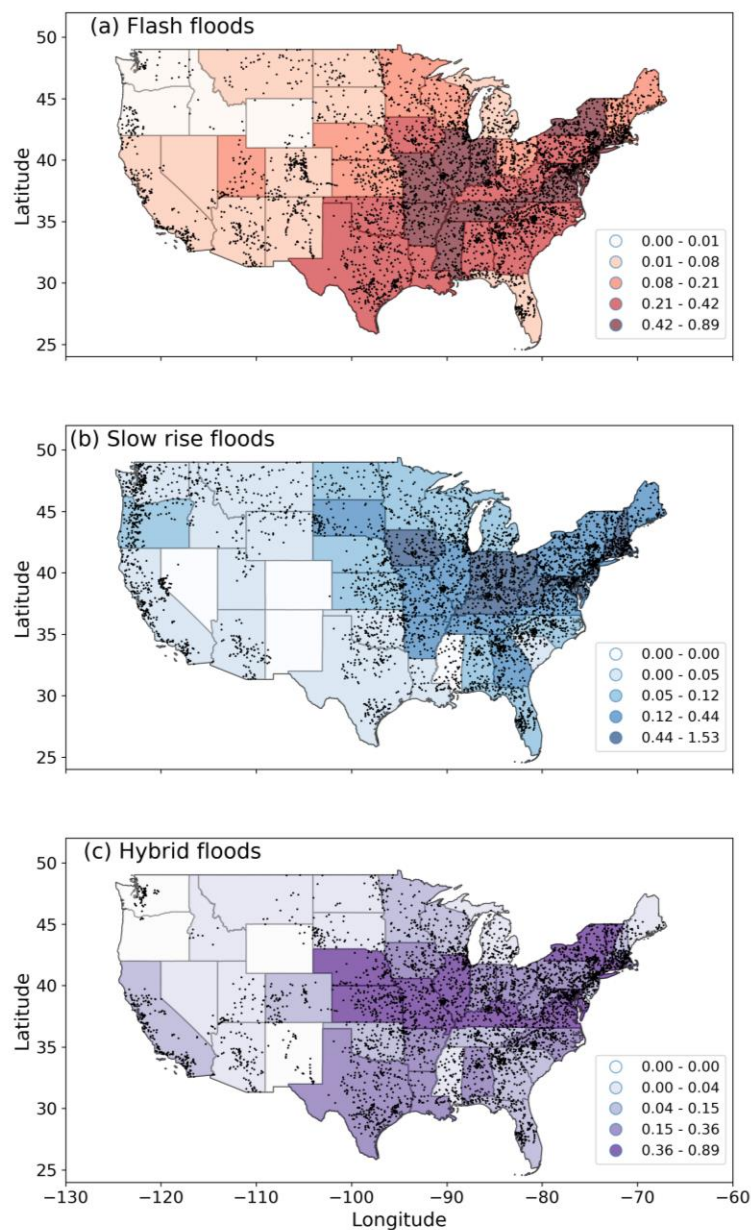 (a) Flash floods
50
45
40
35
30
25
Latitude
0.00 - 0.01
0.01 - 0.08
0.08 - 0.21
0.21 - 0.42
0.42 - 0.89
(b) Slow rise floods
50
45
40
35
30
25
Latitude
0.00 - 0.00
0.00 - 0.05
0.05 - 0.12
0.12 - 0.44
0.44 - 1.53
(c) Hybrid floods
50
45
40
35
30
25
Latitude
0.00 - 0.00
0.00 - 0.04
0.04 - 0.15
0.15 - 0.36
0.36 - 0.89
−130 −120 −110 −100 −90 −80 −70 −60
Longitude